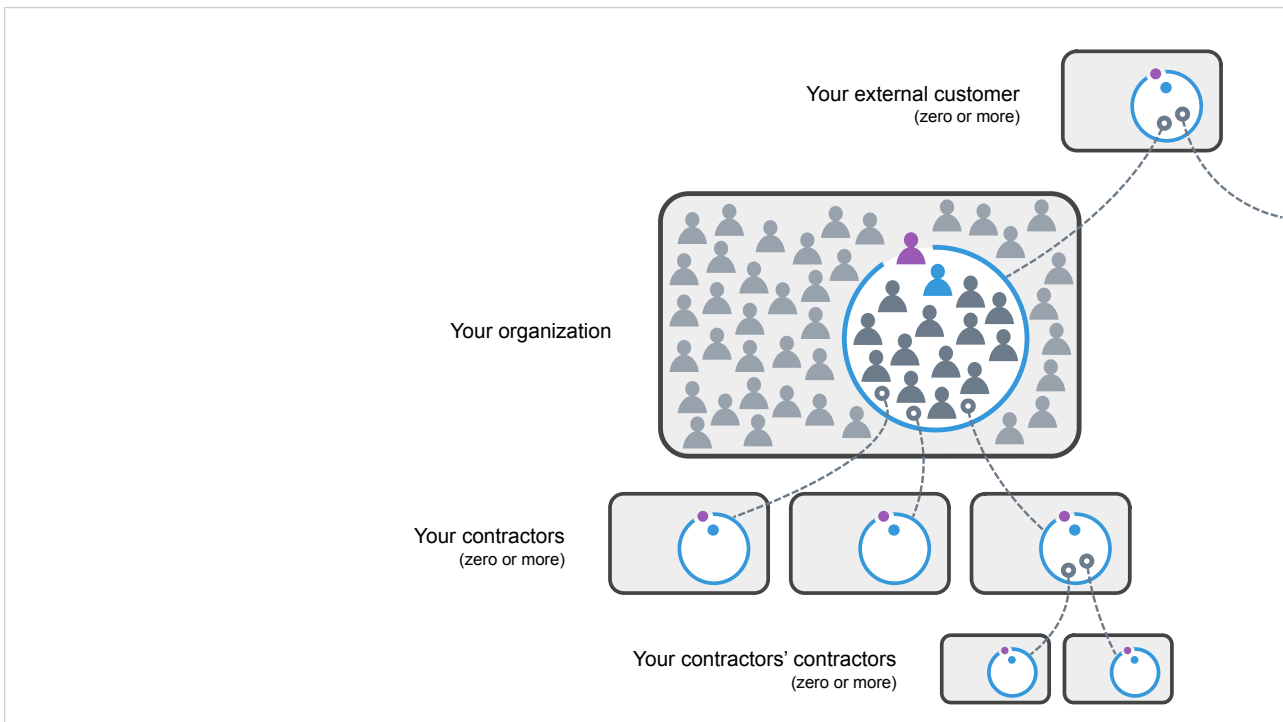 Your external customer
(zero or more)
Your organization
Your contractors
(zero or more)
Your contractors’ contractors
(zero or more)